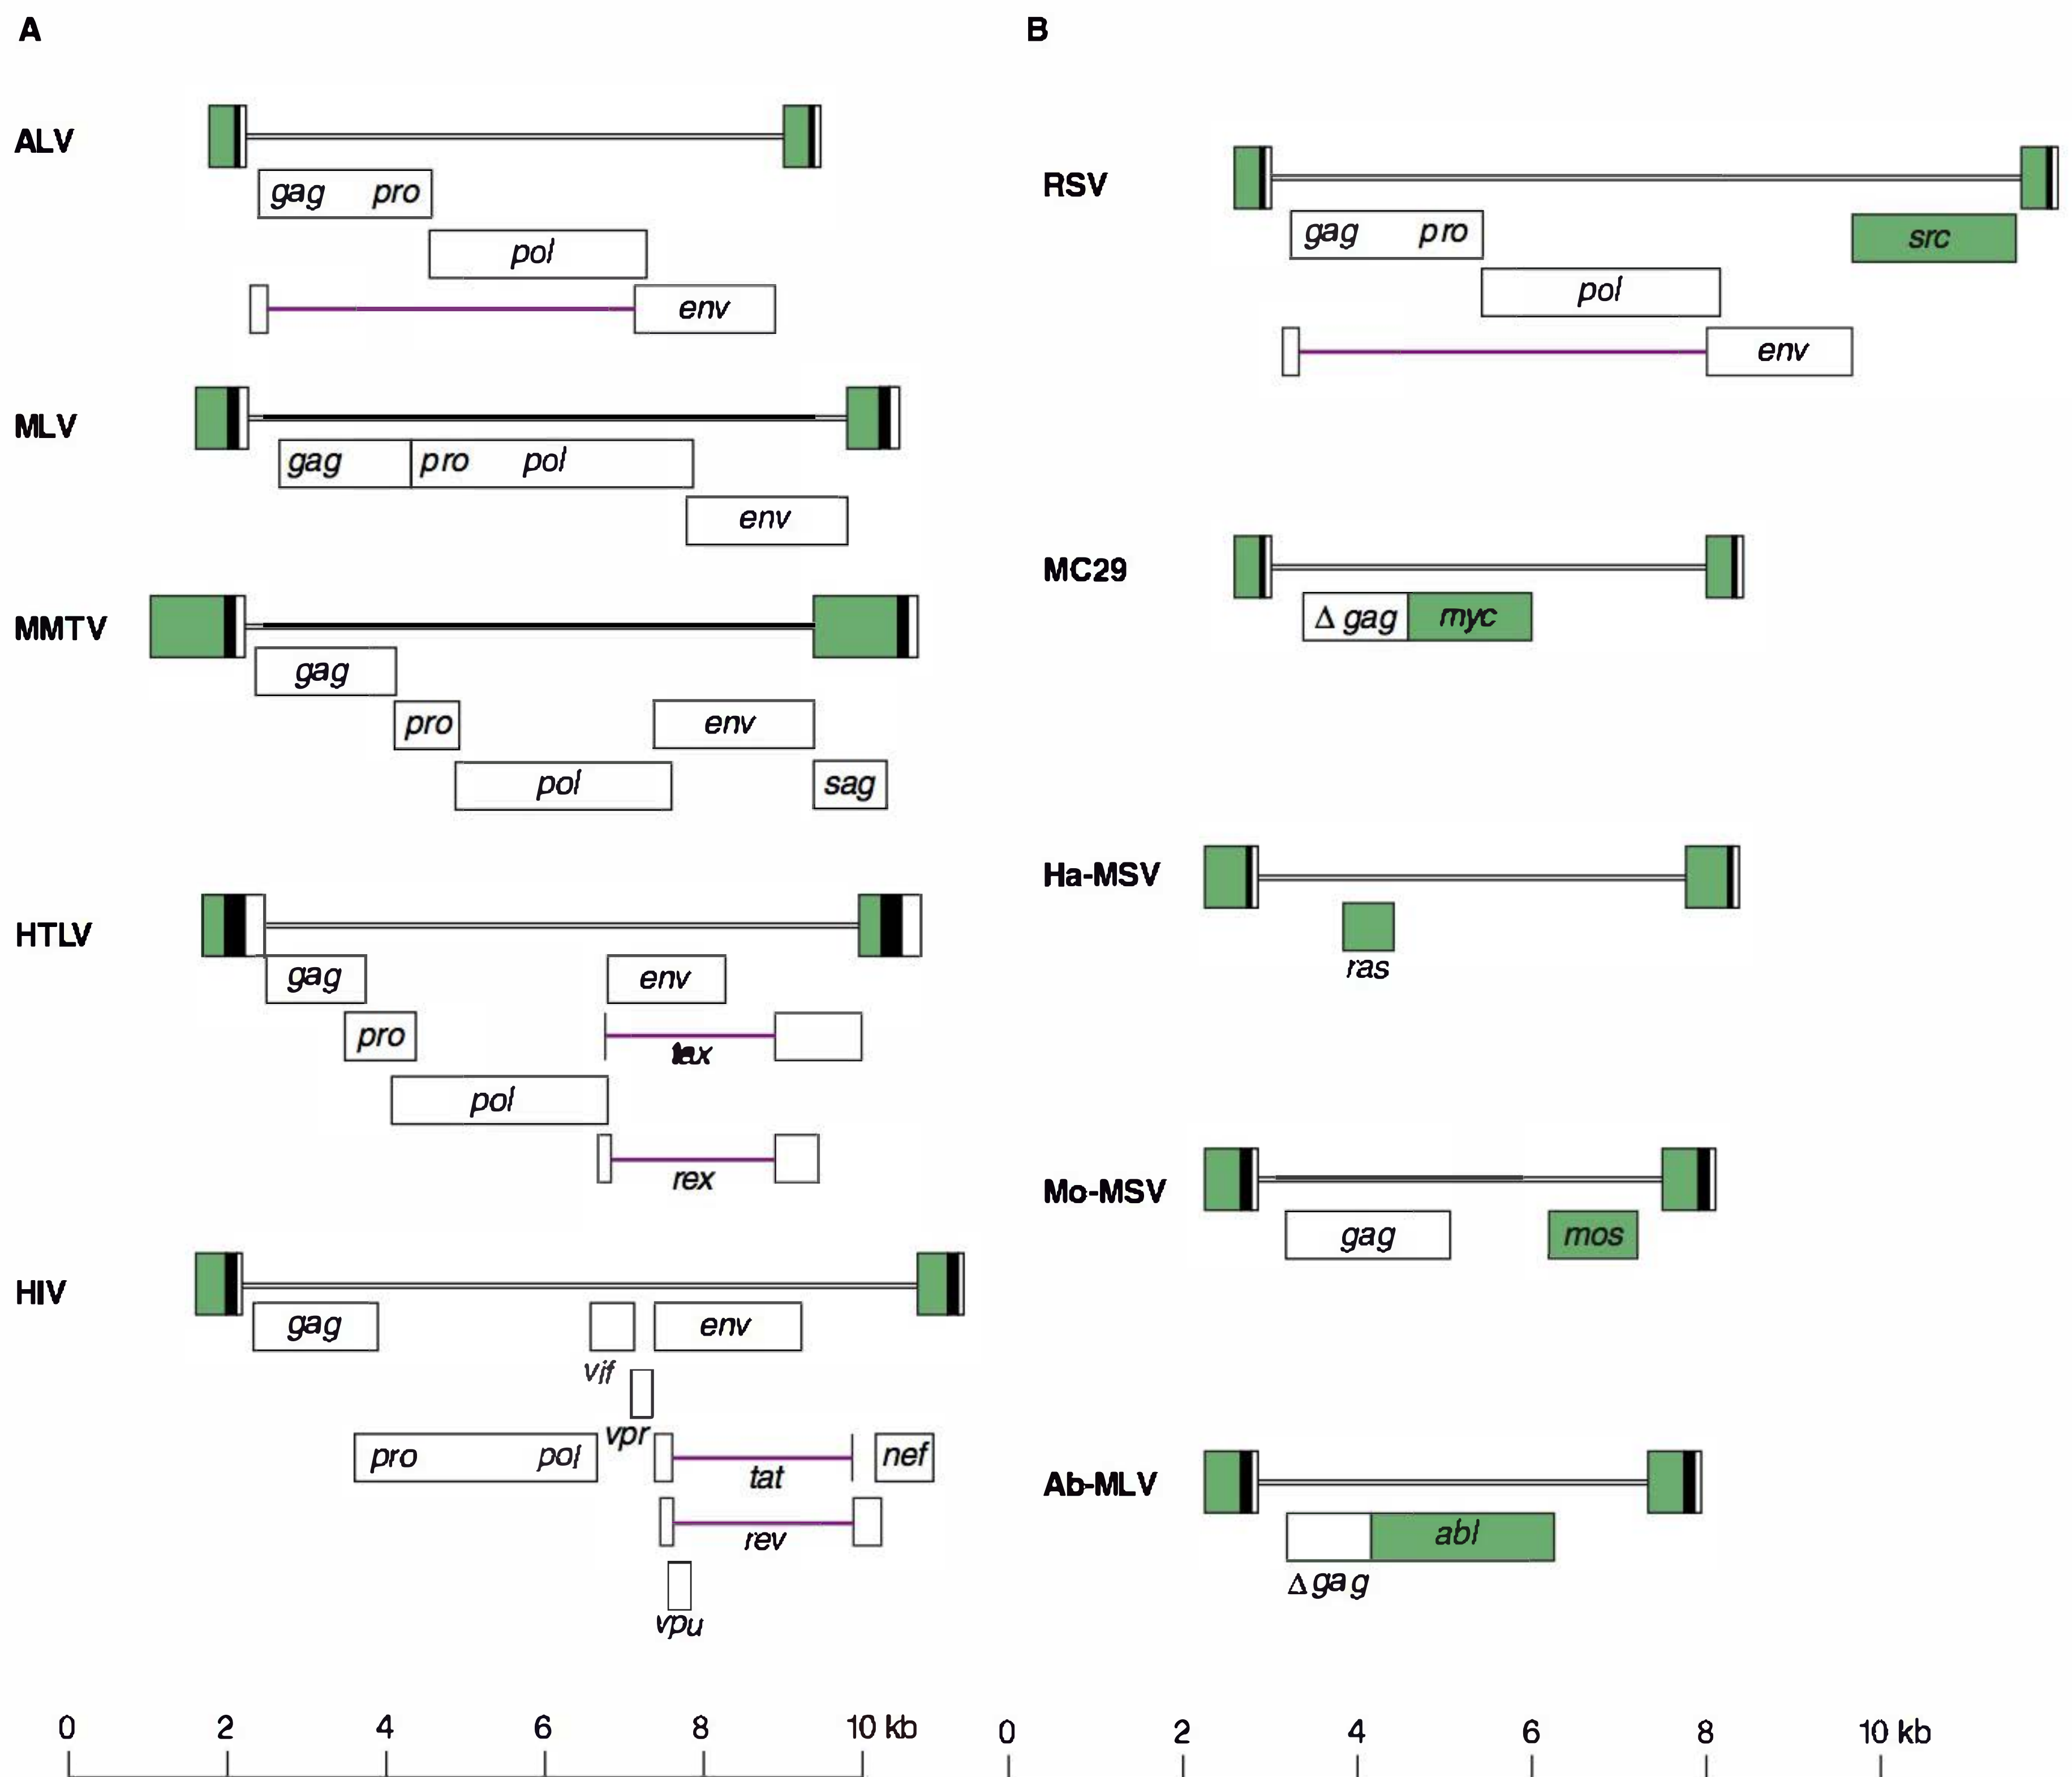 A
ALV
gag pro
pol
env
MLV
gag pro pol
env
MMTV
gag
pro env
pol sag
HTLV
gag env
pro
pol
rex
HIV
gag env
vif
vpr
pro pol nef
tat
rev
vpu
0 2 4 6 8 10 kb
B
RSV
gag pro src
pol
env
MC29
Δ gag myc
Ha-MSV
ras
Mo-MSV
gag mos
Ab-MLV
abl
Δ gag
0 2 4 6 8 10 kb